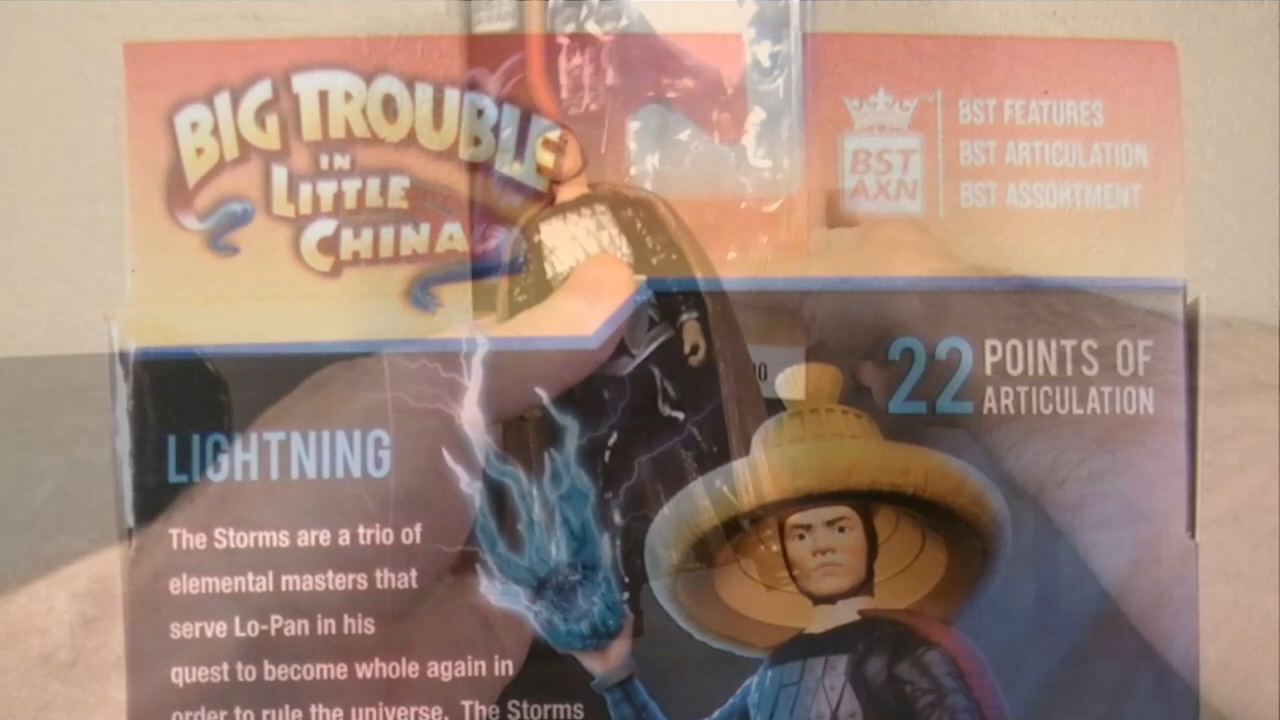 BIG TROUBLE
IN
LITTLE
CHINA
BST
AXN
BST FEATURES
BST ARTICULATION
BST ASSORTMENT
22 POINTS OF
ARTICULATION
LIGHTNING
The Storms are a trio of
elemental masters that
serve Lo-Pan in his
quest to become whole again in
order to rule the universe. The Storms